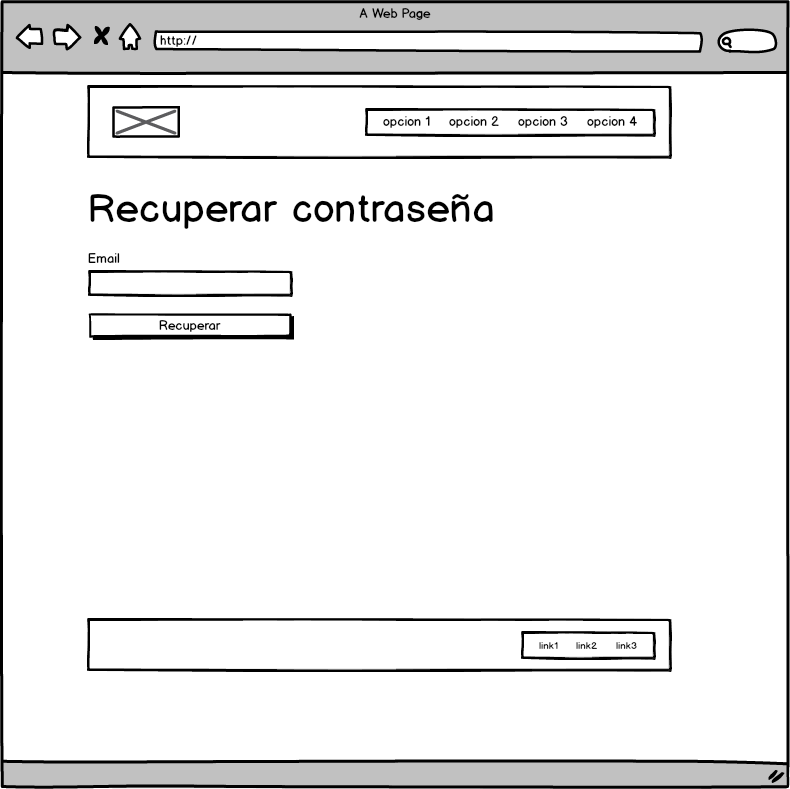 A Web Page
http://
opcion 1 opcion 2 opcion 3 opcion 4
Recuperar contraseña
Email
Recuperar
link1 link2 link3